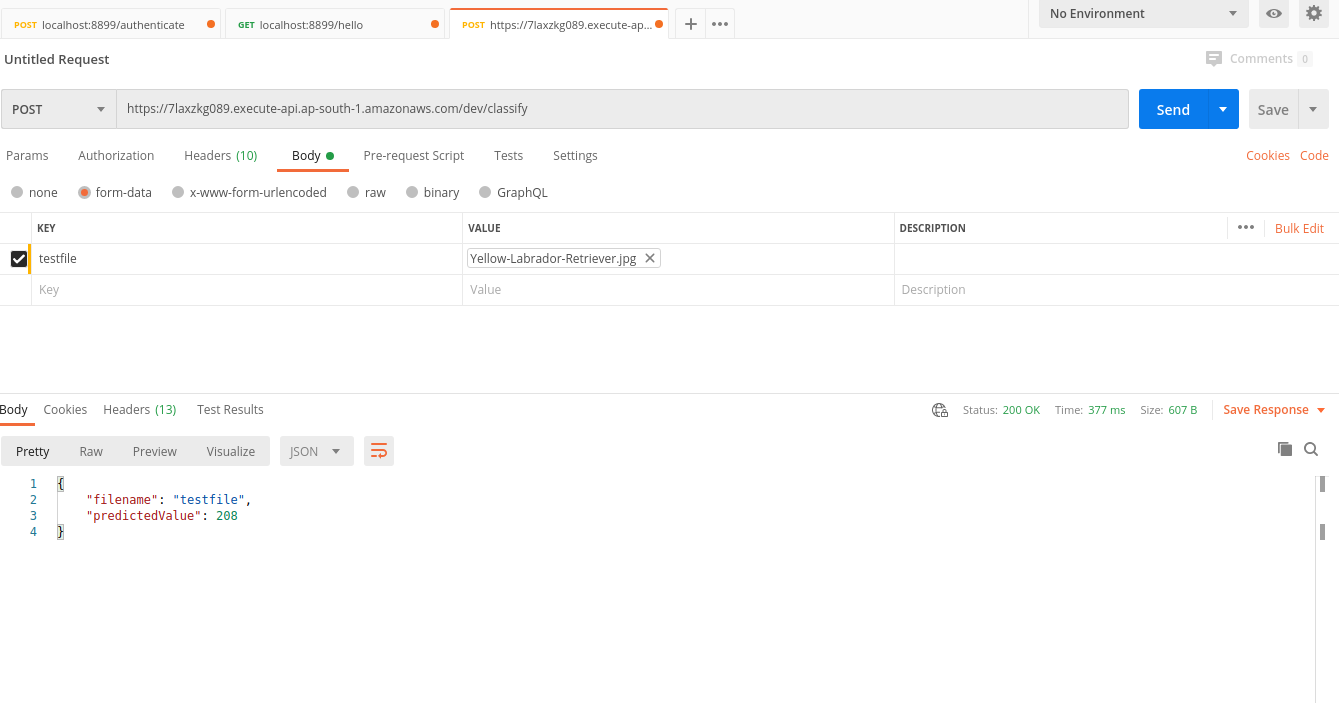 POST localhost:8899/authenticate GET localhost:8899/hello POST https://7laxzkg089.execute-ap... No Environment
Untitled Request Comments 0
POST https://7laxzkg089.execute-api.ap-south-1.amazonaws.com/dev/classify Send Save
Params Authorization Headers (10) Body Pre-request Script Tests Settings Cookies Code
none form-data x-www-form-urlencoded raw binary GraphQL
KEY VALUE DESCRIPTION Bulk Edit
testfile Yellow-Labrador-Retriever.jpg
Key Value Description
Body Cookies Headers (13) Test Results Status: 200 OK Time: 377 ms Size: 607 B Save Response
Pretty Raw Preview Visualize JSON
1 {
2 "filename": "testfile",
3 "predictedValue": 208
4 }